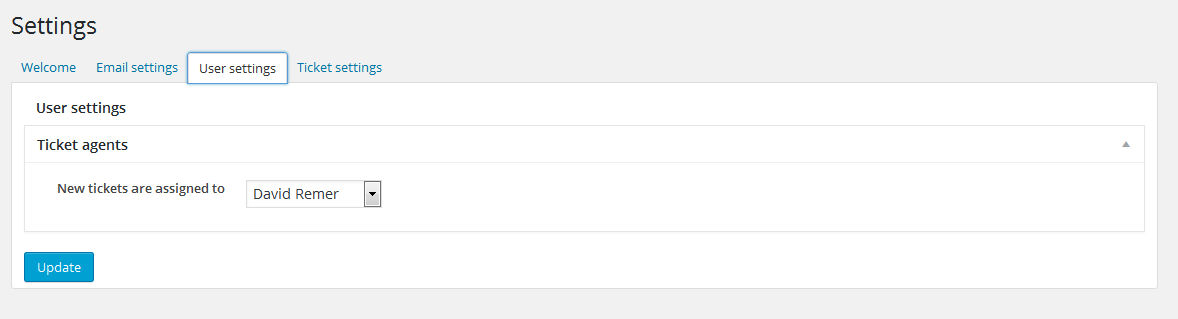 Settings
Welcome Email settings User settings Ticket settings
User settings
Ticket agents
New tickets are assigned to David Remer
Update